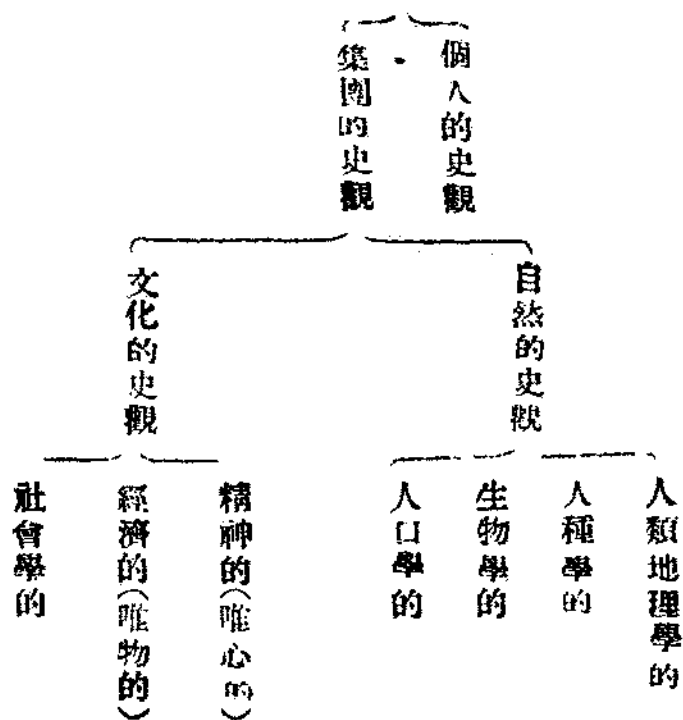 個人的史觀
集團的史觀
自然的史觀
文化的史觀
人類地理學的
人種學的
生物學的
人口學的
精神的(唯心的)
經濟的(唯物的)
社會學的